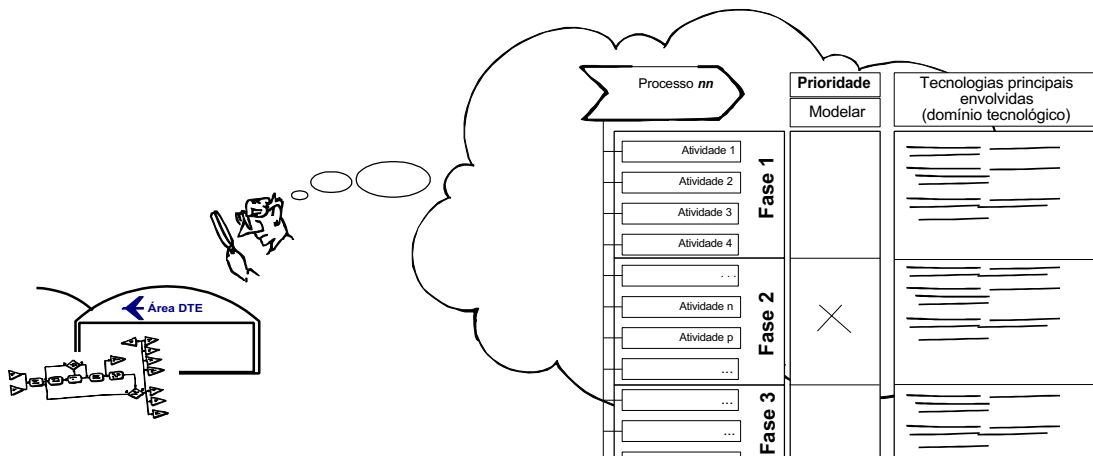 Processo nn
Prioridade
Modelar
Tecnologias principais
envolvidas
(domínio tecnológico)
Atividade 1
Atividade 2
Atividade 3
Atividade 4
Fase 1
...
Atividade n
Atividade p
...
Fase 2
...
...
Fase 3
Área DTE